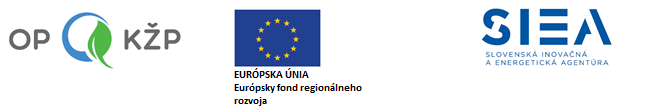 OP KŽP
EURÓPSKA ÚNIA
Európsky fond regionálneho
rozvoja
SIEA
SLOVENSKÁ INOVAČNÁ
A ENERGETICKÁ AGENTÚRA